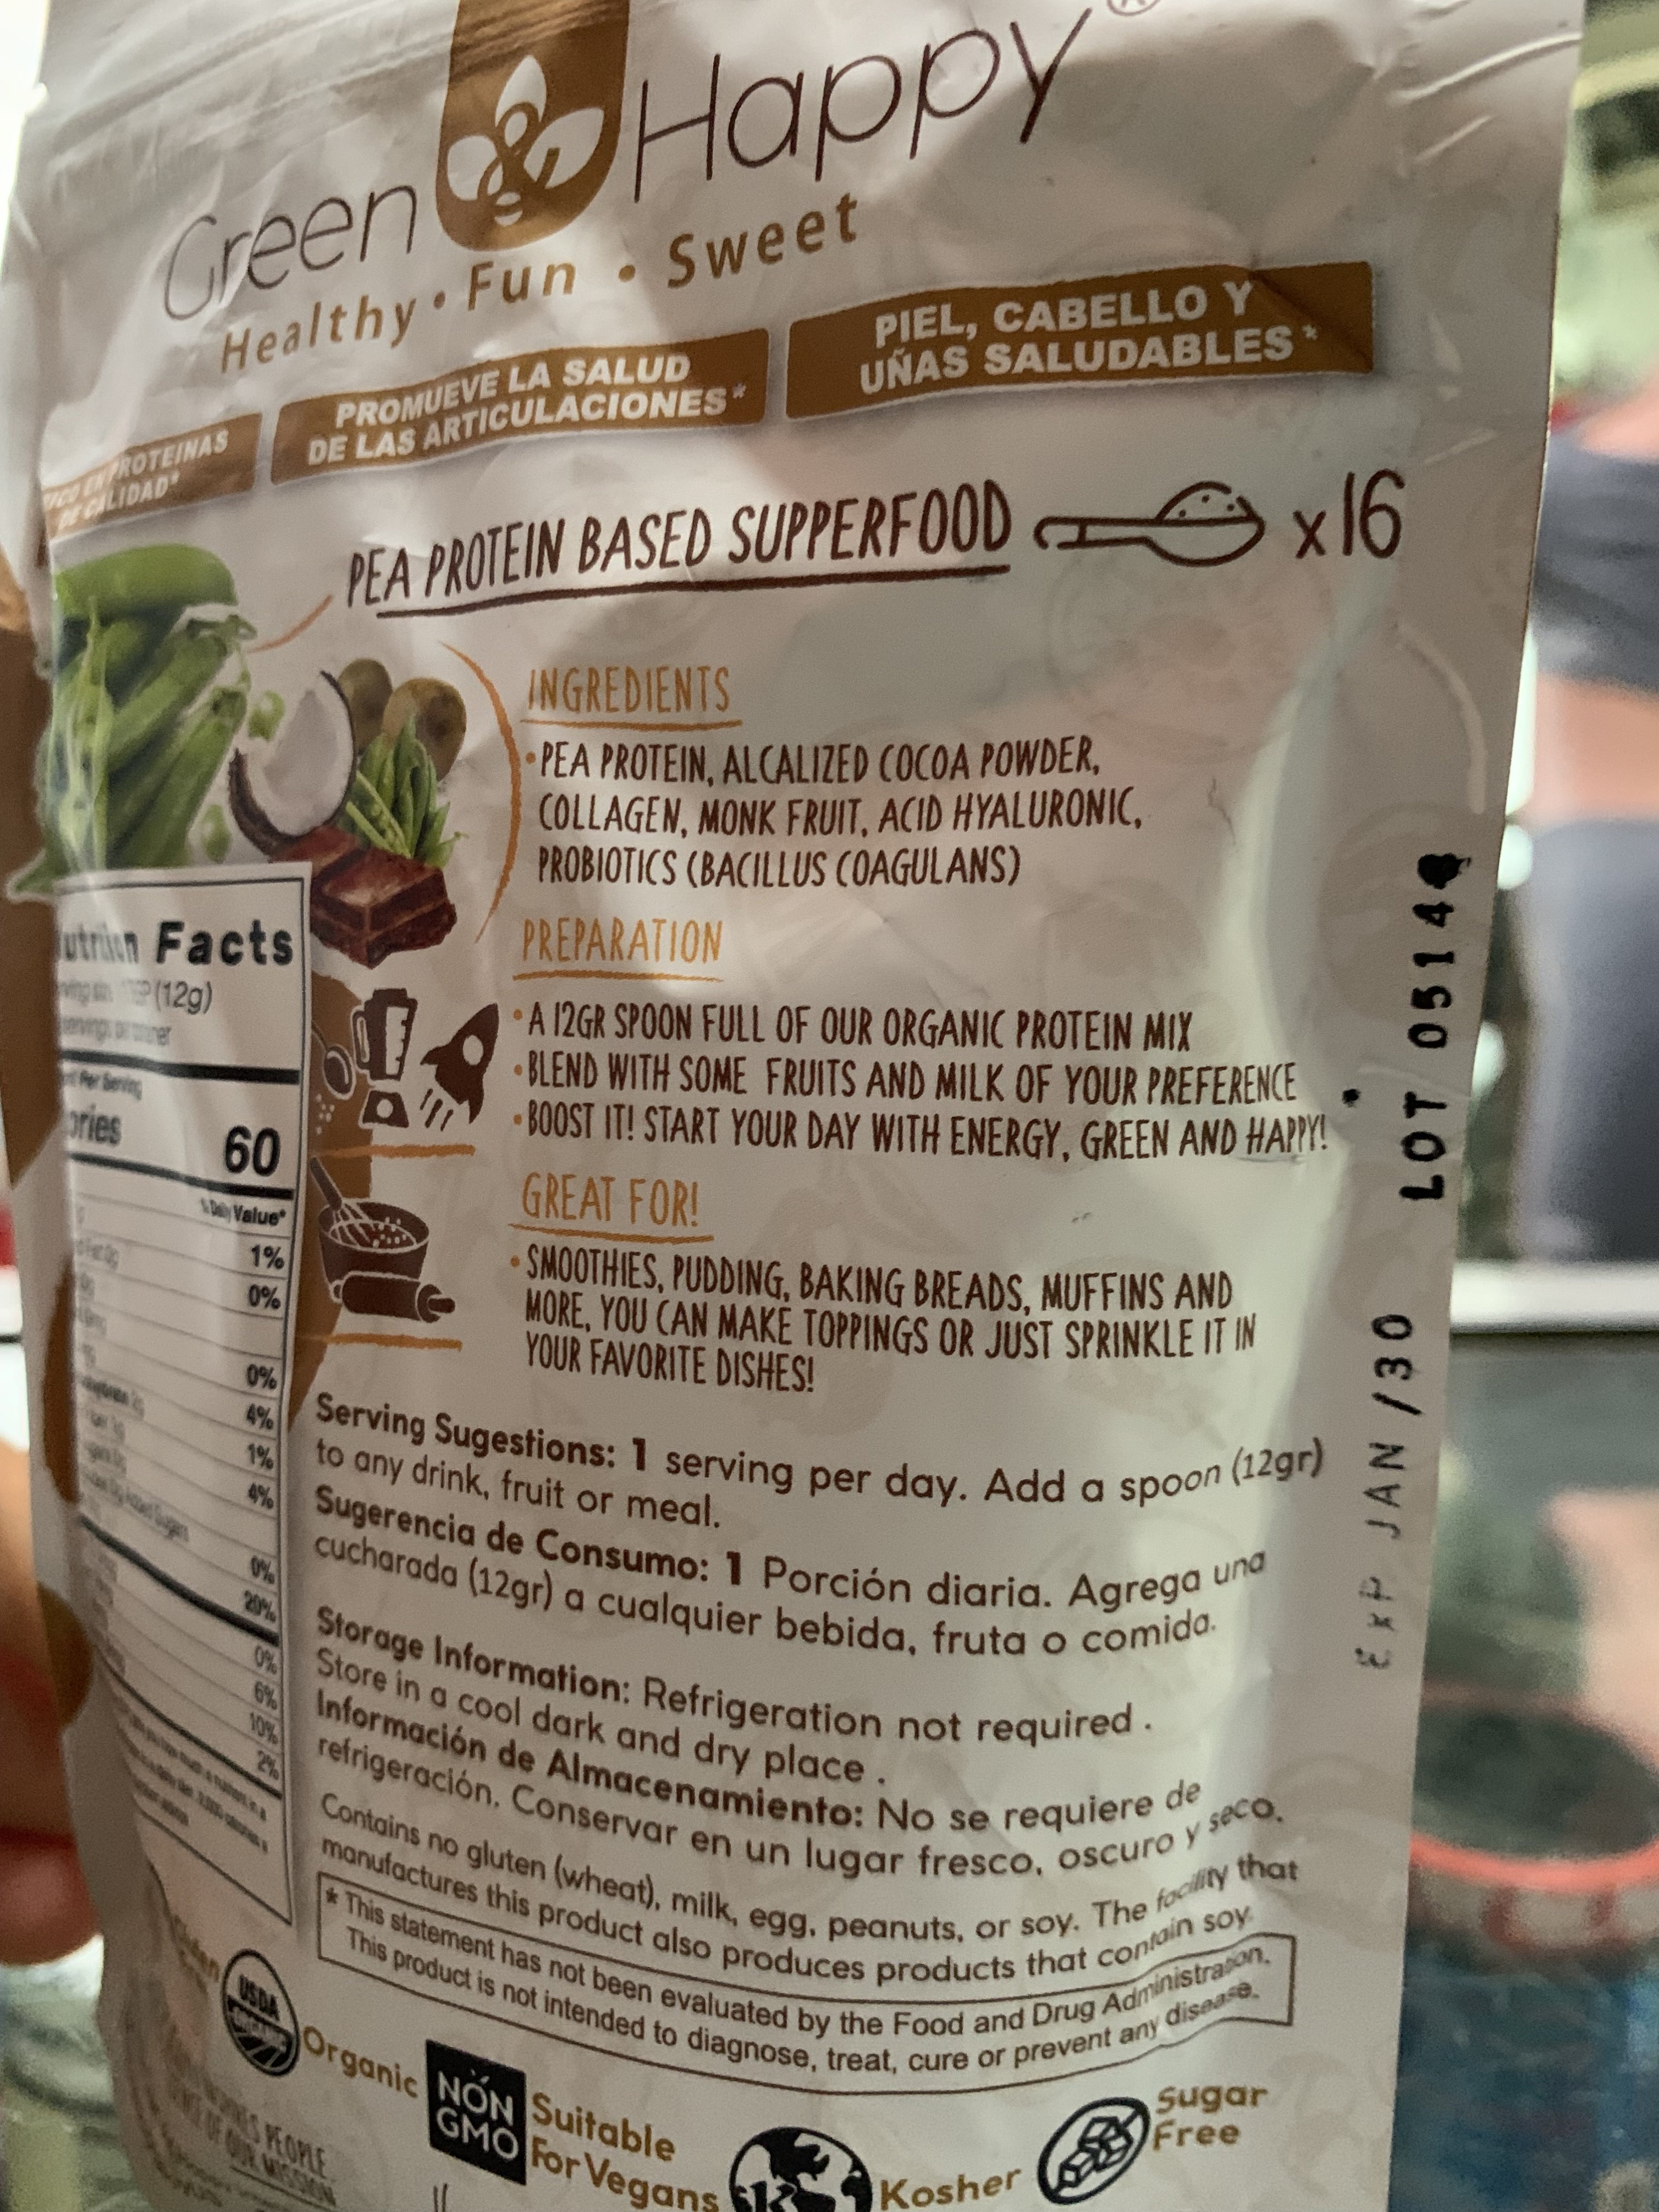 Green Happy®
Healthy • Fun • Sweet
PROTEINAS
DE CALIDAD*
PROMUEVE LA SALUD
DE LAS ARTICULACIONES*
PIEL, CABELLO Y
UÑAS SALUDABLES*
PEA PROTEIN BASED SUPPERFOOD x16
INGREDIENTS
•PEA PROTEIN, ALCALIZED COCOA POWDER,
COLLAGEN, MONK FRUIT, ACID HYALURONIC,
PROBIOTICS (BACILLUS COAGULANS)
PREPARATION
•A 12GR SPOON FULL OF OUR ORGANIC PROTEIN MIX
•BLEND WITH SOME FRUITS AND MILK OF YOUR PREFERENCE
•BOOST IT! START YOUR DAY WITH ENERGY, GREEN AND HAPPY!
GREAT FOR!
•SMOOTHIES, PUDDING, BAKING BREADS, MUFFINS AND
MORE, YOU CAN MAKE TOPPINGS OR JUST SPRINKLE IT IN
YOUR FAVORITE DISHES!
Facts
(12g)
Per Serving
60
% Daily Value*
1%
0%
0%
4%
1%
4%
0%
20%
0%
6%
10%
2%
Serving Sugestions: 1 serving per day. Add a spoon (12gr)
to any drink, fruit or meal.
Sugerencia de Consumo: 1 Porción diaria. Agrega una
cucharada (12gr) a cualquier bebida, fruta o comida.
Storage Information: Refrigeration not required .
Store in a cool dark and dry place .
Información de Almacenamiento: No se requiere de
refrigeración. Conservar en un lugar fresco, oscuro y seco.
Contains no gluten (wheat), milk, egg, peanuts, or soy. The facility that
manufactures this product also produces products that contain soy
* This statement has not been evaluated by the Food and Drug Administration.
This product is not intended to diagnose, treat, cure or prevent any disease.
USDA
ORGANIC
Organic
NON
GMO
Suitable
For Vegans
Kosher
Sugar
Free
PEOPLE
OF OUR MISSION
LOT 0514
EXP JAN/30